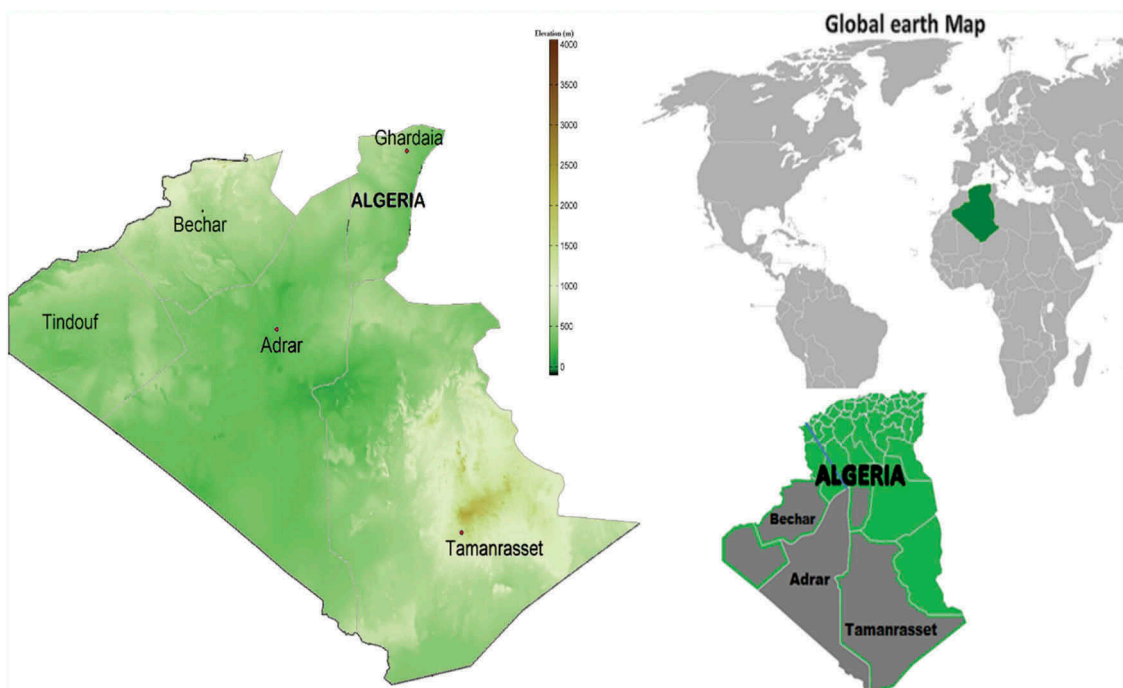 Elevation (m)
4000
3500
3000
2500
2000
1500
1000
500
0
Ghardaia
ALGERIA
Bechar
Tindouf
Adrar
Tamanrasset
Global earth Map
ALGERIA
Bechar
Adrar
Tamanrasset